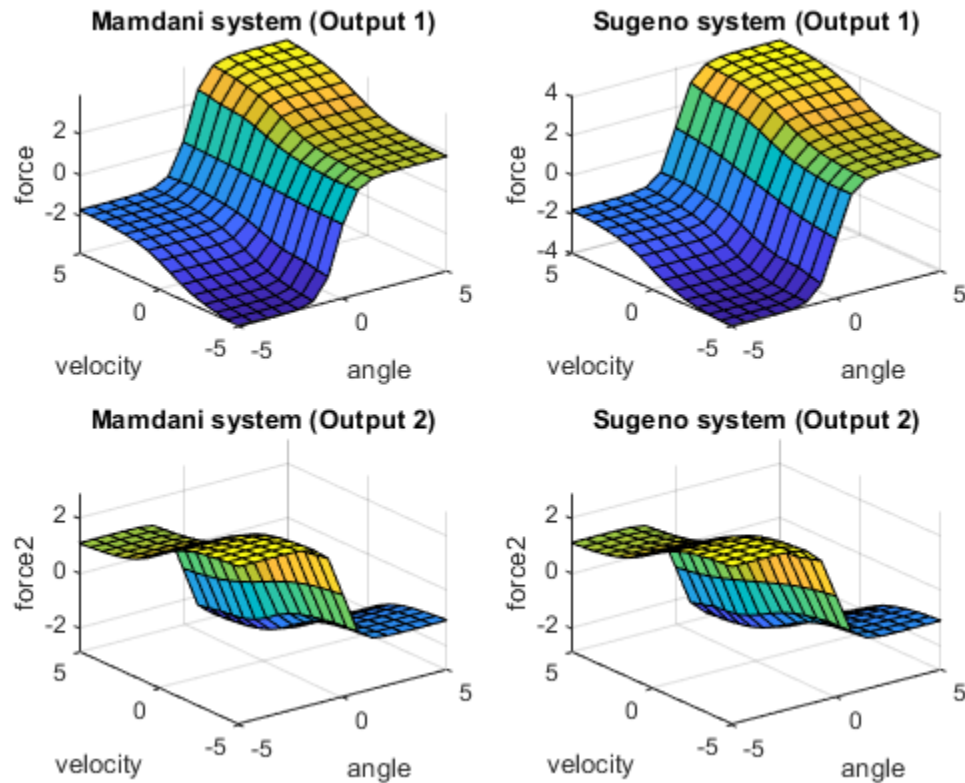 Mamdani system (Output 1)
Sugeno system (Output 1)
force
2
0
-2
5
0
-5
velocity
-5
0
5
angle
force
4
2
0
-2
-4
5
0
-5
velocity
-5
0
5
angle
Mamdani system (Output 2)
Sugeno system (Output 2)
force2
2
0
-2
5
0
-5
velocity
-5
0
5
angle
force2
2
0
-2
5
0
-5
velocity
-5
0
5
angle